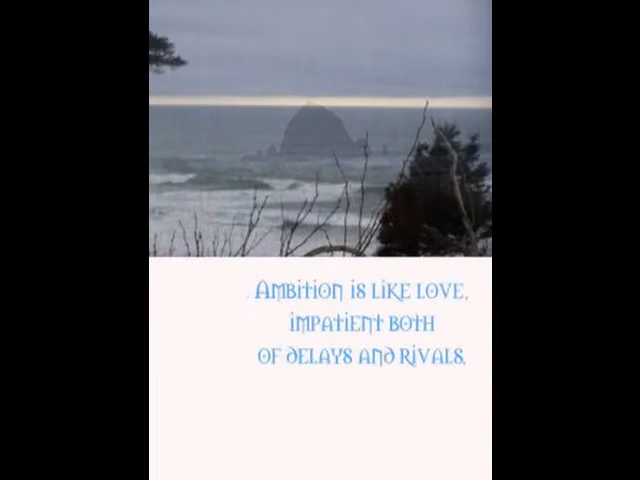 Ambition is like love,
impatient both
of delays and rivals.